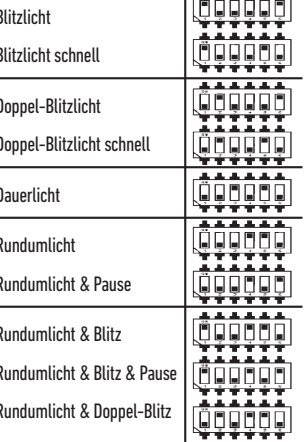 Blitzlicht
Blitzlicht schnell
Doppel-Blitzlicht
Doppel-Blitzlicht schnell
Dauerlicht
Rundumlicht
Rundumlicht & Pause
Rundumlicht & Blitz
Rundumlicht & Blitz & Pause
Rundumlicht & Doppel-Blitz